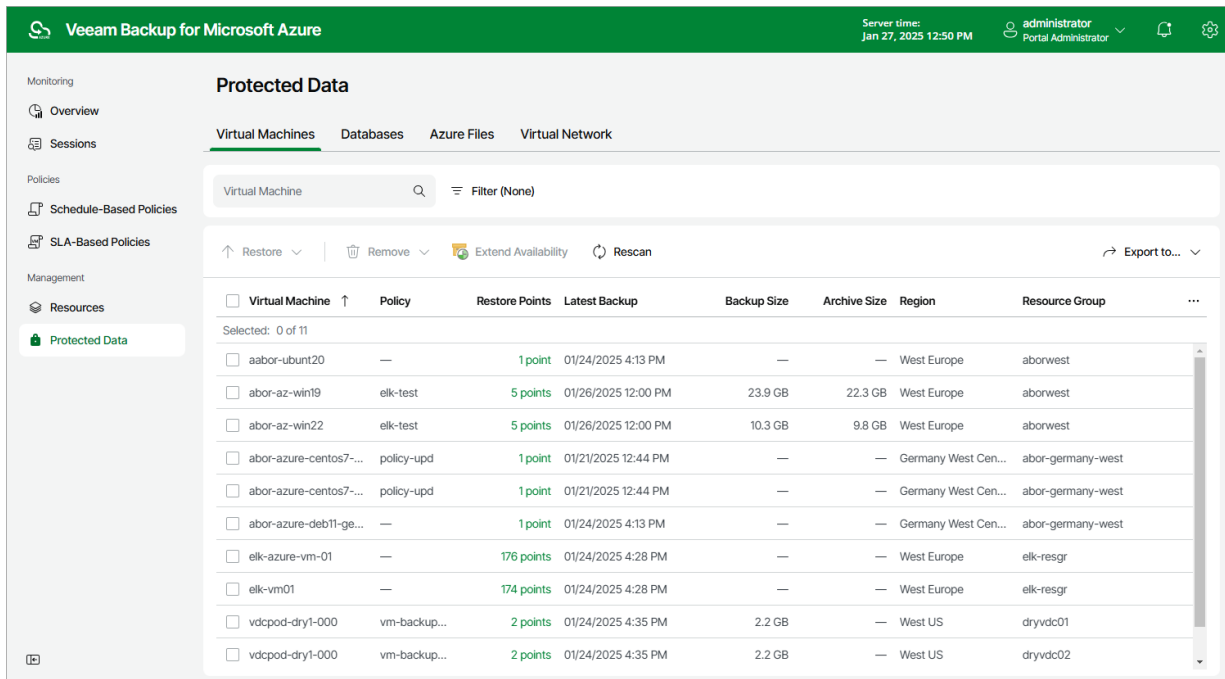 Veeam Backup for Microsoft Azure
Server time:
Jan 27, 2025 12:50 PM
administrator
Portal Administrator
Monitoring
Overview
Sessions
Policies
Schedule-Based Policies
SLA-Based Policies
Management
Resources
Protected Data
Protected Data
Virtual Machines Databases Azure Files Virtual Network
Virtual Machine Filter (None)
Restore Remove Extend Availability Rescan Export to...
Virtual Machine Policy Restore Points Latest Backup Backup Size Archive Size Region Resource Group ...
Selected: 0 of 11
aabor-ubunt20 — 1 point 01/24/2025 4:13 PM — — West Europe aborwest
abor-az-win19 elk-test 5 points 01/26/2025 12:00 PM 23.9 GB 22.3 GB West Europe aborwest
abor-az-win22 elk-test 5 points 01/26/2025 12:00 PM 10.3 GB 9.8 GB West Europe aborwest
abor-azure-centos7-... policy-upd 1 point 01/21/2025 12:44 PM — — Germany West Cen... abor-germany-west
abor-azure-centos7-... policy-upd 1 point 01/21/2025 12:44 PM — — Germany West Cen... abor-germany-west
abor-azure-deb11-ge... — 1 point 01/24/2025 4:13 PM — — Germany West Cen... abor-germany-west
elk-azure-vm-01 — 176 points 01/24/2025 4:28 PM — — West Europe elk-resgr
elk-vm01 — 174 points 01/24/2025 4:28 PM — — West Europe elk-resgr
vdcpod-dry1-000 vm-backup... 2 points 01/24/2025 4:35 PM 2.2 GB — West US dryvdc01
vdcpod-dry1-000 vm-backup... 2 points 01/24/2025 4:35 PM 2.2 GB — West US dryvdc02